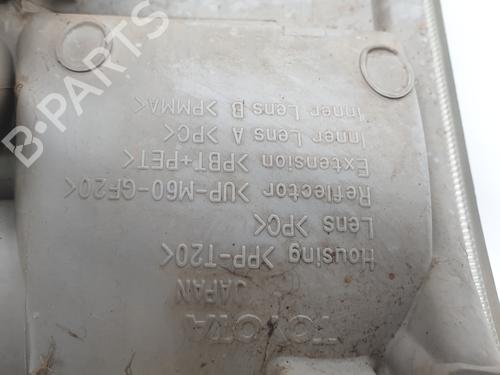 TOYOTA
JAPAN
Housing >PP-T20<
Lens >PC<
Reflector >UP-M60-GF20<
Extension >PBT+PET<
Inner Lens A >PC<
Inner Lens B >PMMA<
B-PARTS